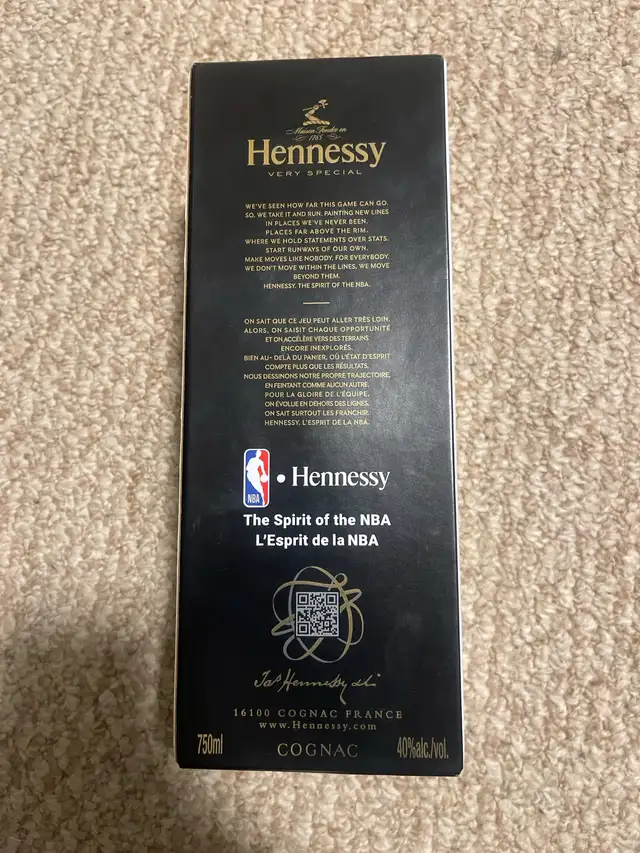 Maison Fondée en
1765
Hennessy
VERY SPECIAL
WE'VE SEEN HOW FAR THIS GAME CAN GO.
SO, WE TAKE IT AND RUN. PAINTING NEW LINES
IN PLACES WE'VE NEVER BEEN.
PLACES FAR ABOVE THE RIM.
WHERE WE HOLD STATEMENTS OVER STATS.
START RUNWAYS OF OUR OWN.
MAKE MOVES LIKE NOBODY. FOR EVERYBODY.
WE DON'T MOVE WITHIN THE LINES, WE MOVE
BEYOND THEM.
HENNESSY. THE SPIRIT OF THE NBA.
ON SAIT QUE CE JEU PEUT ALLER TRÈS LOIN.
ALORS, ON SAISIT CHAQUE OPPORTUNITÉ
ET ON ACCÉLÈRE VERS DES TERRAINS
ENCORE INEXPLORÉS.
BIEN AU- DELÀ DU PANIER, OÙ L'ÉTAT D'ESPRIT
COMPTE PLUS QUE LES RÉSULTATS,
NOUS DESSINONS NOTRE PROPRE TRAJECTOIRE,
EN FEINTANT COMME AUCUN AUTRE.
POUR LA GLOIRE DE L'ÉQUIPE,
ON ÉVOLUE EN DEHORS DES LIGNES.
ON SAIT SURTOUT LES FRANCHIR.
HENNESSY. L'ESPRIT DE LA NBA.
NBA • Hennessy
The Spirit of the NBA
L'Esprit de la NBA
Jas Hennessy & Co
16100 COGNAC FRANCE
www.Hennessy.com
750ml COGNAC 40%alc./vol.